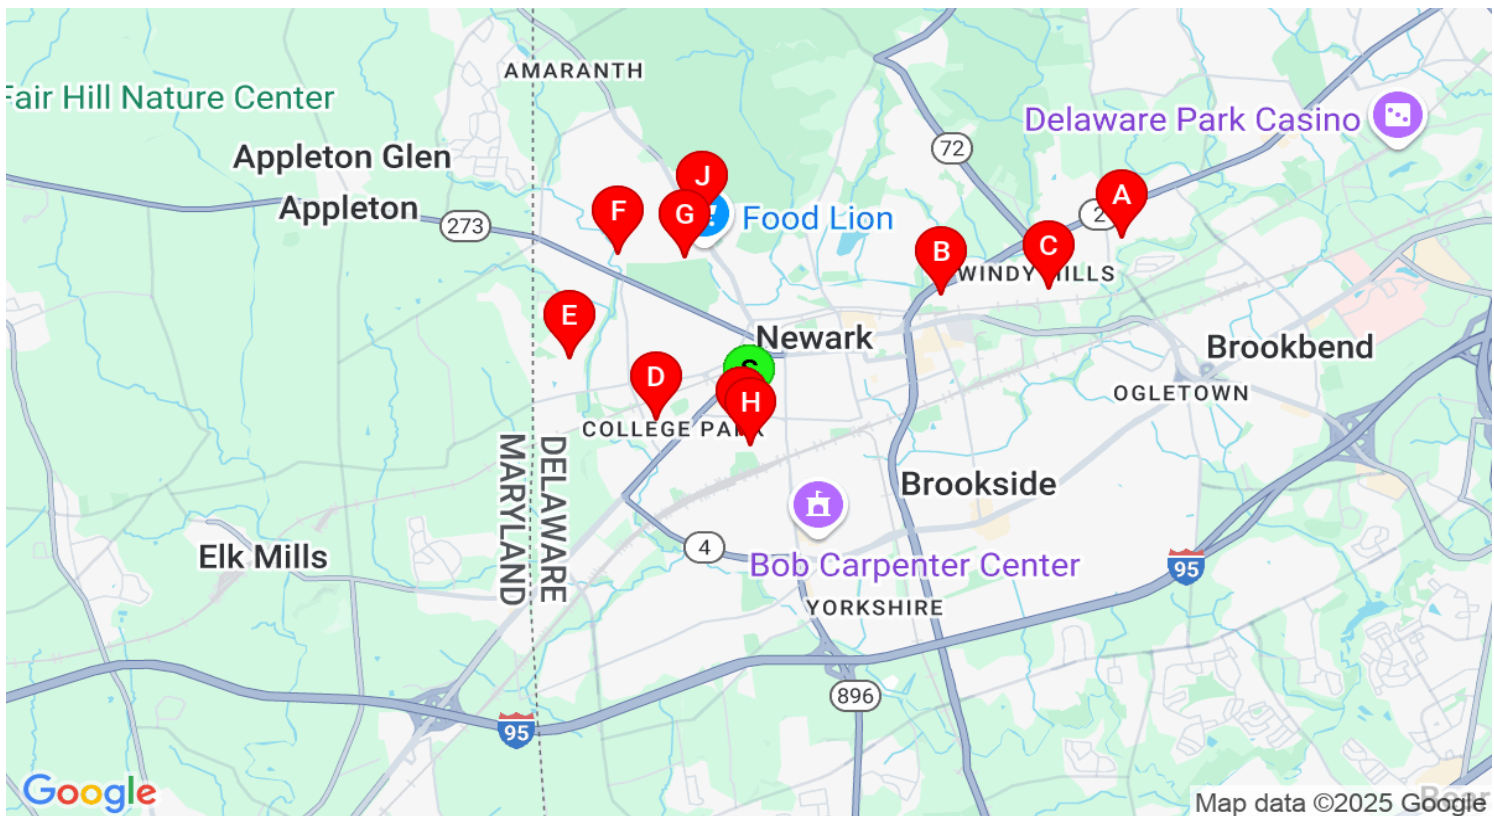 AMARANTH
Fair Hill Nature Center
Delaware Park Casino
72
Appleton Glen
J
A
Appleton
F
G
Food Lion
2
273
B
C
WINDY HILLS
E
Newark
Brookbend
S
D
H
OGLETOWN
COLLEGE PARK
MARYLAND
DELAWARE
Brookside
4
Elk Mills
Bob Carpenter Center
95
YORKSHIRE
896
95
Google
Map data ©2025 Google